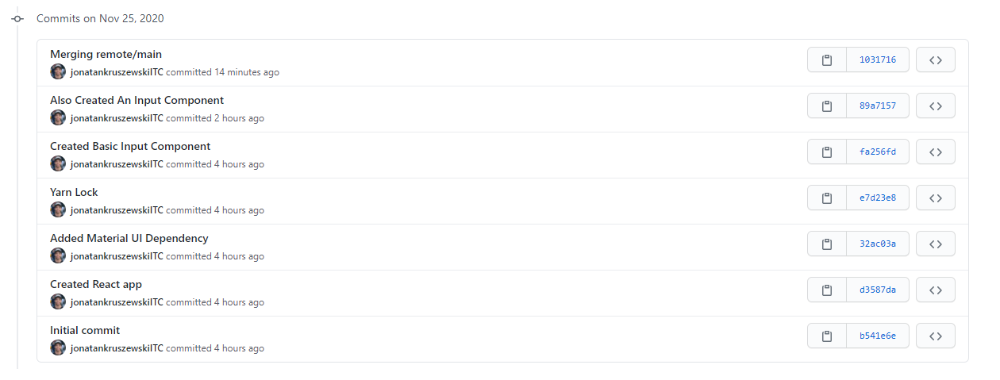 Commits on Nov 25, 2020
Merging remote/main
jonatankruszewskiITC committed 14 minutes ago
1031716
Also Created An Input Component
jonatankruszewskiITC committed 2 hours ago
89a7157
Created Basic Input Component
jonatankruszewskiITC committed 4 hours ago
fa256fd
Yarn Lock
jonatankruszewskiITC committed 4 hours ago
e7d23e8
Added Material UI Dependency
jonatankruszewskiITC committed 4 hours ago
32ac03a
Created React app
jonatankruszewskiITC committed 4 hours ago
d3587da
Initial commit
jonatankruszewskiITC committed 4 hours ago
b541e6e